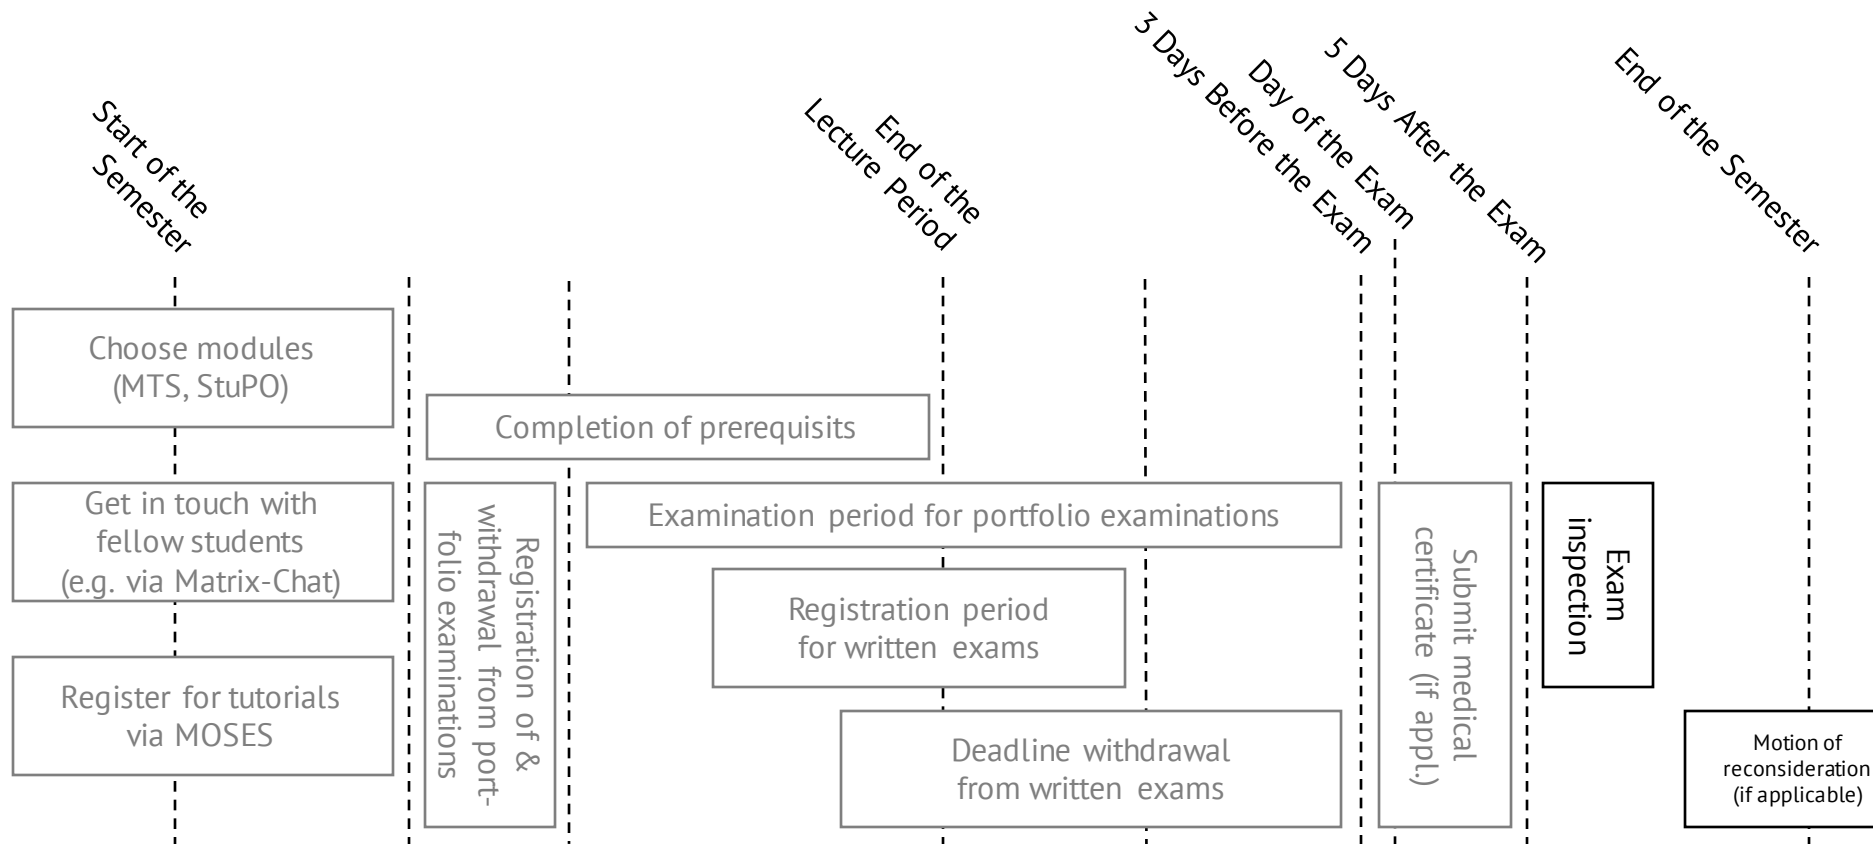 Start of the
Semester
End of the
Lecture Period
3 Days Before the Exam
Day of the Exam
5 Days After the Exam
End of the Semester
Choose modules
(MTS, StuPO)
Get in touch with
fellow students
(e.g. via Matrix-Chat)
Register for tutorials
via MOSES
Completion of prerequisits
Registration of &
withdrawal from port-
folio examinations
Examination period for portfolio examinations
Registration period
for written exams
Deadline withdrawal
from written exams
Submit medical
certificate (if appl.)
Exam
inspection
Motion of
reconsideration
(if applicable)